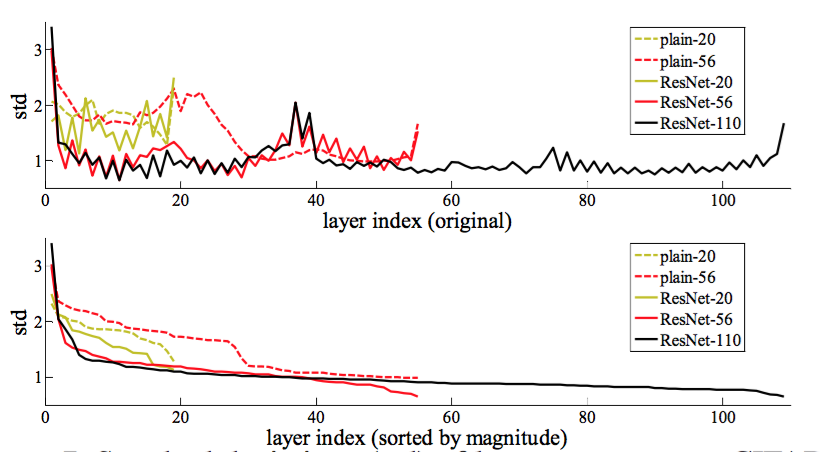 3
2
1
std
0 20 40 60 80 100
layer index (original)
plain-20
plain-56
ResNet-20
ResNet-56
ResNet-110
3
2
1
std
0 20 40 60 80 100
layer index (sorted by magnitude)
plain-20
plain-56
ResNet-20
ResNet-56
ResNet-110